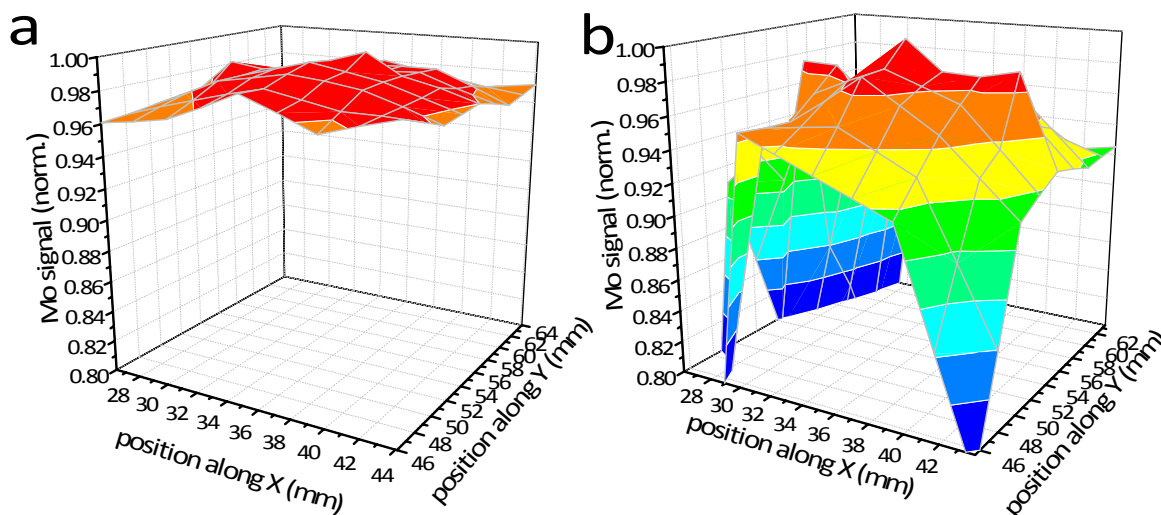 a
1.00
0.98
0.96
0.94
0.92
0.90
0.88
0.86
0.84
0.82
0.80
Mo signal (norm.)
28 30 32 34 36 38 40 42 44
position along X (mm)
46 48 50 52 54 56 58 60 62 64
position along Y (mm)
b
1.00
0.98
0.96
0.94
0.92
0.90
0.88
0.86
0.84
0.82
0.80
Mo signal (norm.)
28 30 32 34 36 38 40 42
position along X (mm)
46 48 50 52 54 56 58 60 62
position along Y (mm)